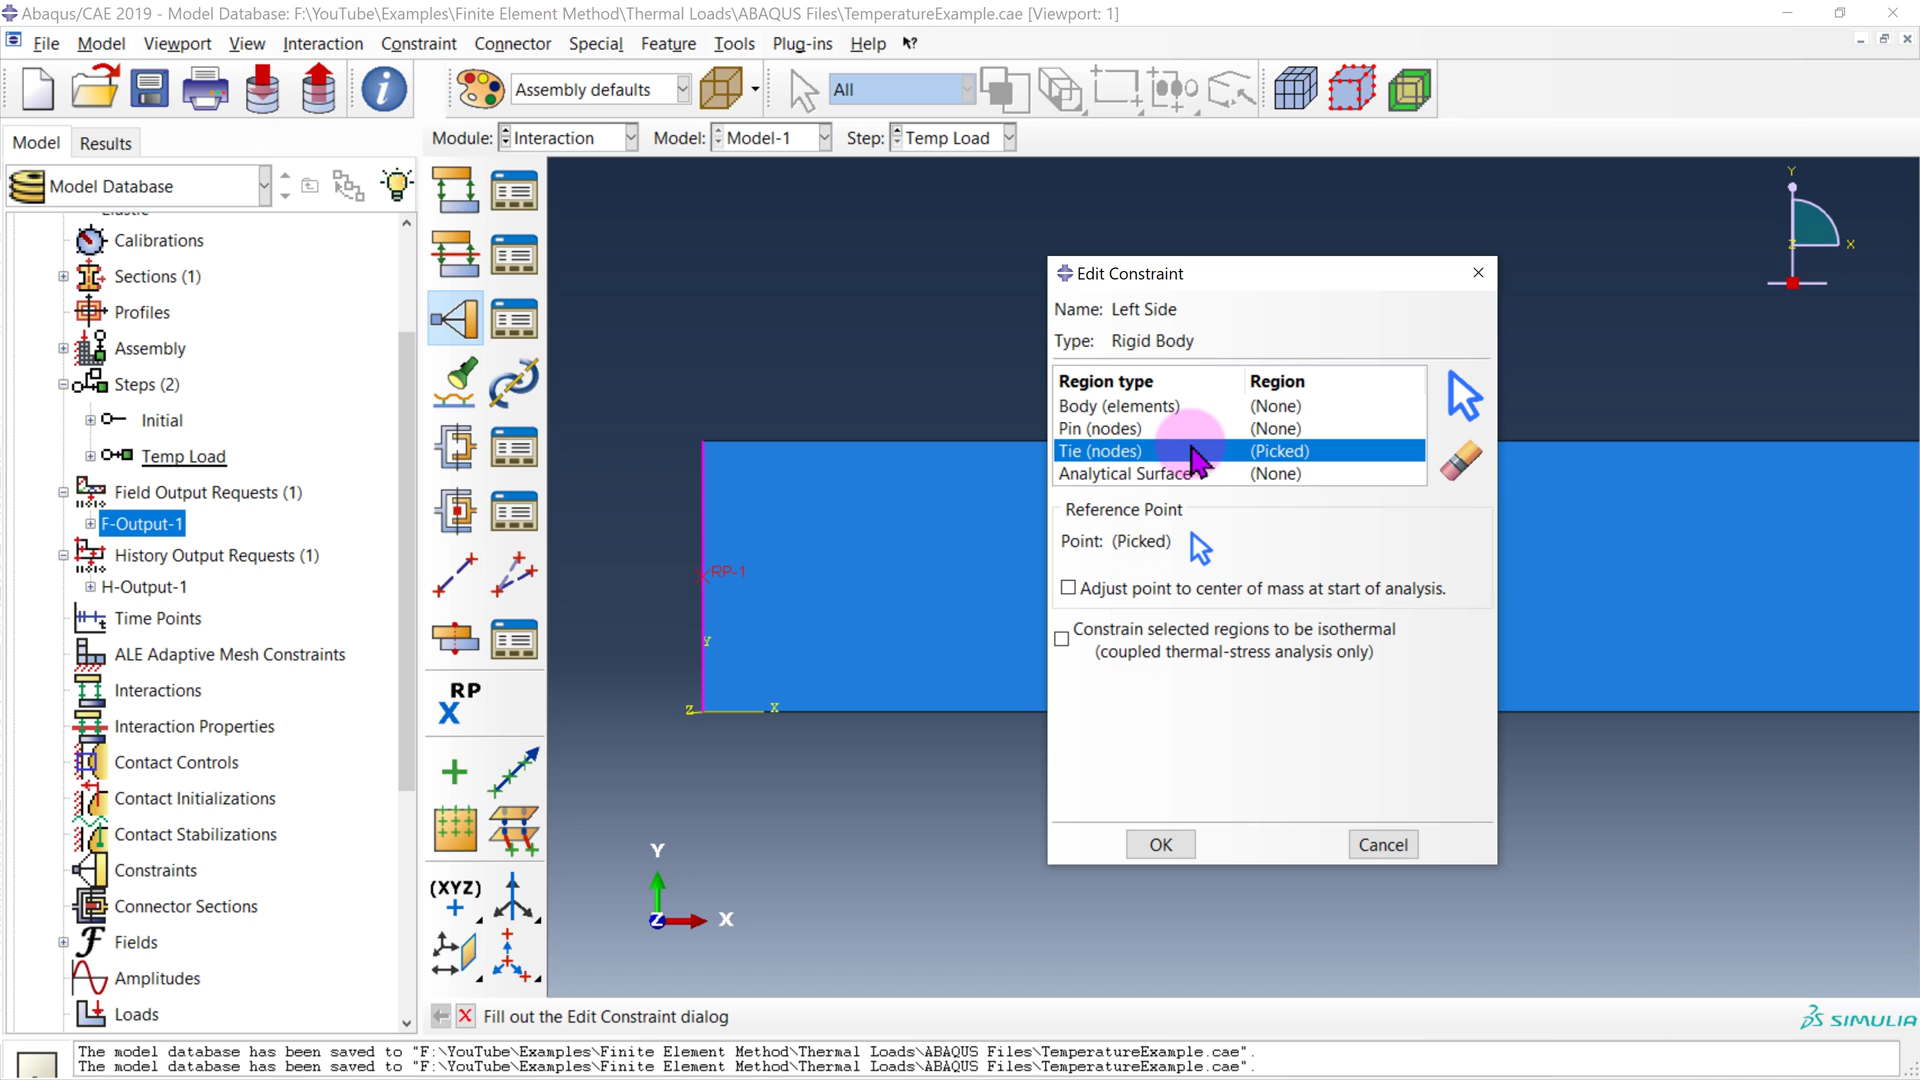 Abaqus/CAE 2019 - Model Database: F:\YouTube\Examples\Finite Element Method\Thermal Loads\ABAQUS Files\TemperatureExample.cae [Viewport: 1]
File Model Viewport View Interaction Constraint Connector Special Feature Tools Plug-ins Help
Assembly defaults
All
Model Results
Module: Interaction Model: Model-1 Step: Temp Load
Model Database
Elastic
Calibrations
Sections (1)
Profiles
Assembly
Steps (2)
Initial
Temp Load
Field Output Requests (1)
F-Output-1
History Output Requests (1)
H-Output-1
Time Points
ALE Adaptive Mesh Constraints
Interactions
Interaction Properties
Contact Controls
Contact Initializations
Contact Stabilizations
Constraints
Connector Sections
Fields
Amplitudes
Loads
RP
X
(XYZ)
Y
Z
X
RP-1
Y
Z X
Y
Z X
Edit Constraint
Name: Left Side
Type: Rigid Body
Region type Region
Body (elements) (None)
Pin (nodes) (None)
Tie (nodes) (Picked)
Analytical Surface (None)
Reference Point
Point: (Picked)
Adjust point to center of mass at start of analysis.
Constrain selected regions to be isothermal
(coupled thermal-stress analysis only)
OK Cancel
Fill out the Edit Constraint dialog
SIMULIA
The model database has been saved to "F:\YouTube\Examples\Finite Element Method\Thermal Loads\ABAQUS Files\TemperatureExample.cae".
The model database has been saved to "F:\YouTube\Examples\Finite Element Method\Thermal Loads\ABAQUS Files\TemperatureExample.cae".